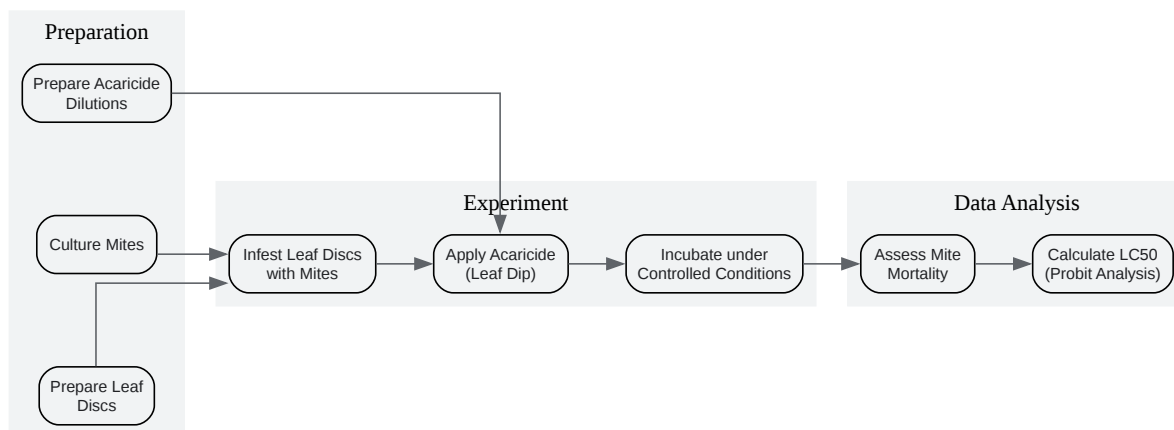 Preparation
Prepare Acaricide
Dilutions
Culture Mites
Prepare Leaf
Discs
Experiment
Infest Leaf Discs
with Mites
Apply Acaricide
(Leaf Dip)
Incubate under
Controlled Conditions
Data Analysis
Assess Mite
Mortality
Calculate LC50
(Probit Analysis)